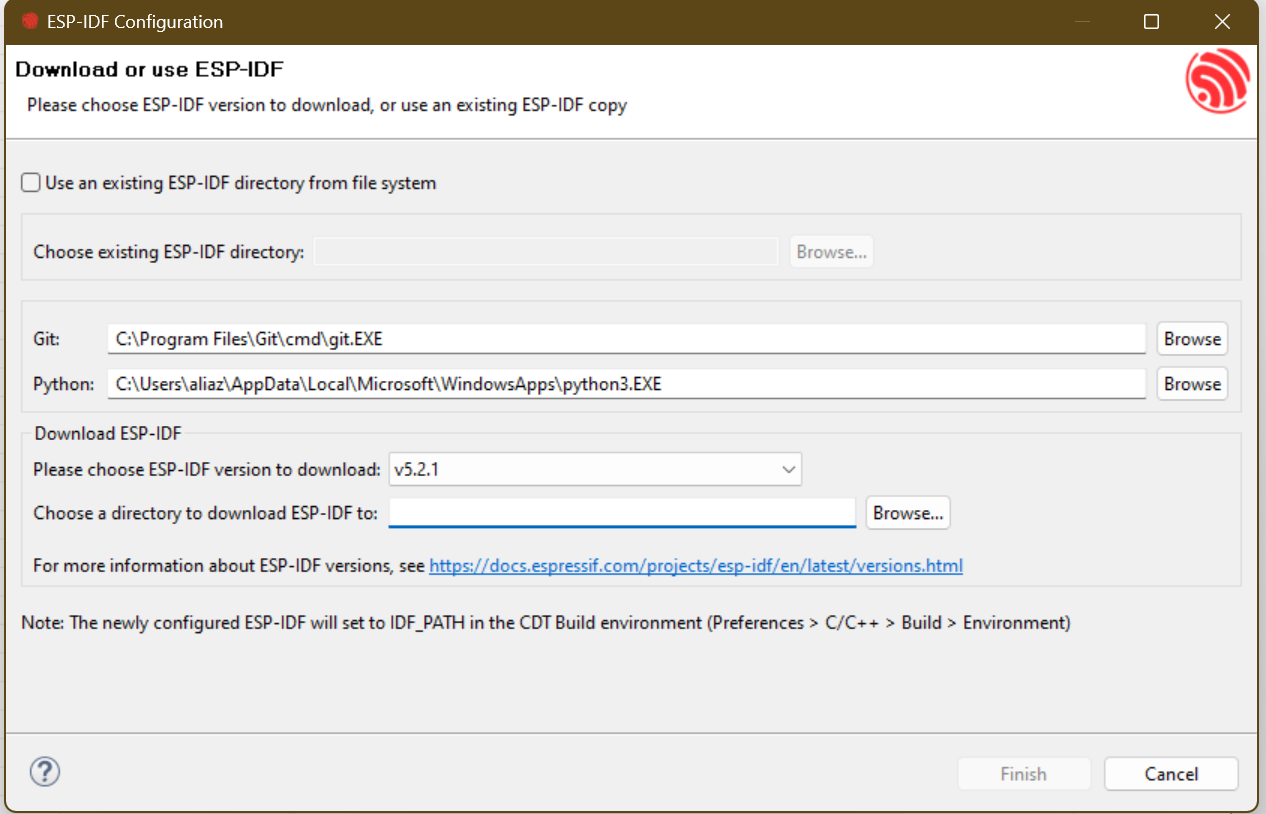 ESP-IDF Configuration
Download or use ESP-IDF
Please choose ESP-IDF version to download, or use an existing ESP-IDF copy
Use an existing ESP-IDF directory from file system
Choose existing ESP-IDF directory: Browse...
Git: C:\Program Files\Git\cmd\git.EXE Browse
Python: C:\Users\aliaz\AppData\Local\Microsoft\WindowsApps\python3.EXE Browse
Download ESP-IDF
Please choose ESP-IDF version to download: v5.2.1
Choose a directory to download ESP-IDF to: Browse...
For more information about ESP-IDF versions, see https://docs.espressif.com/projects/esp-idf/en/latest/versions.html
Note: The newly configured ESP-IDF will set to IDF_PATH in the CDT Build environment (Preferences > C/C++ > Build > Environment)
? Finish Cancel